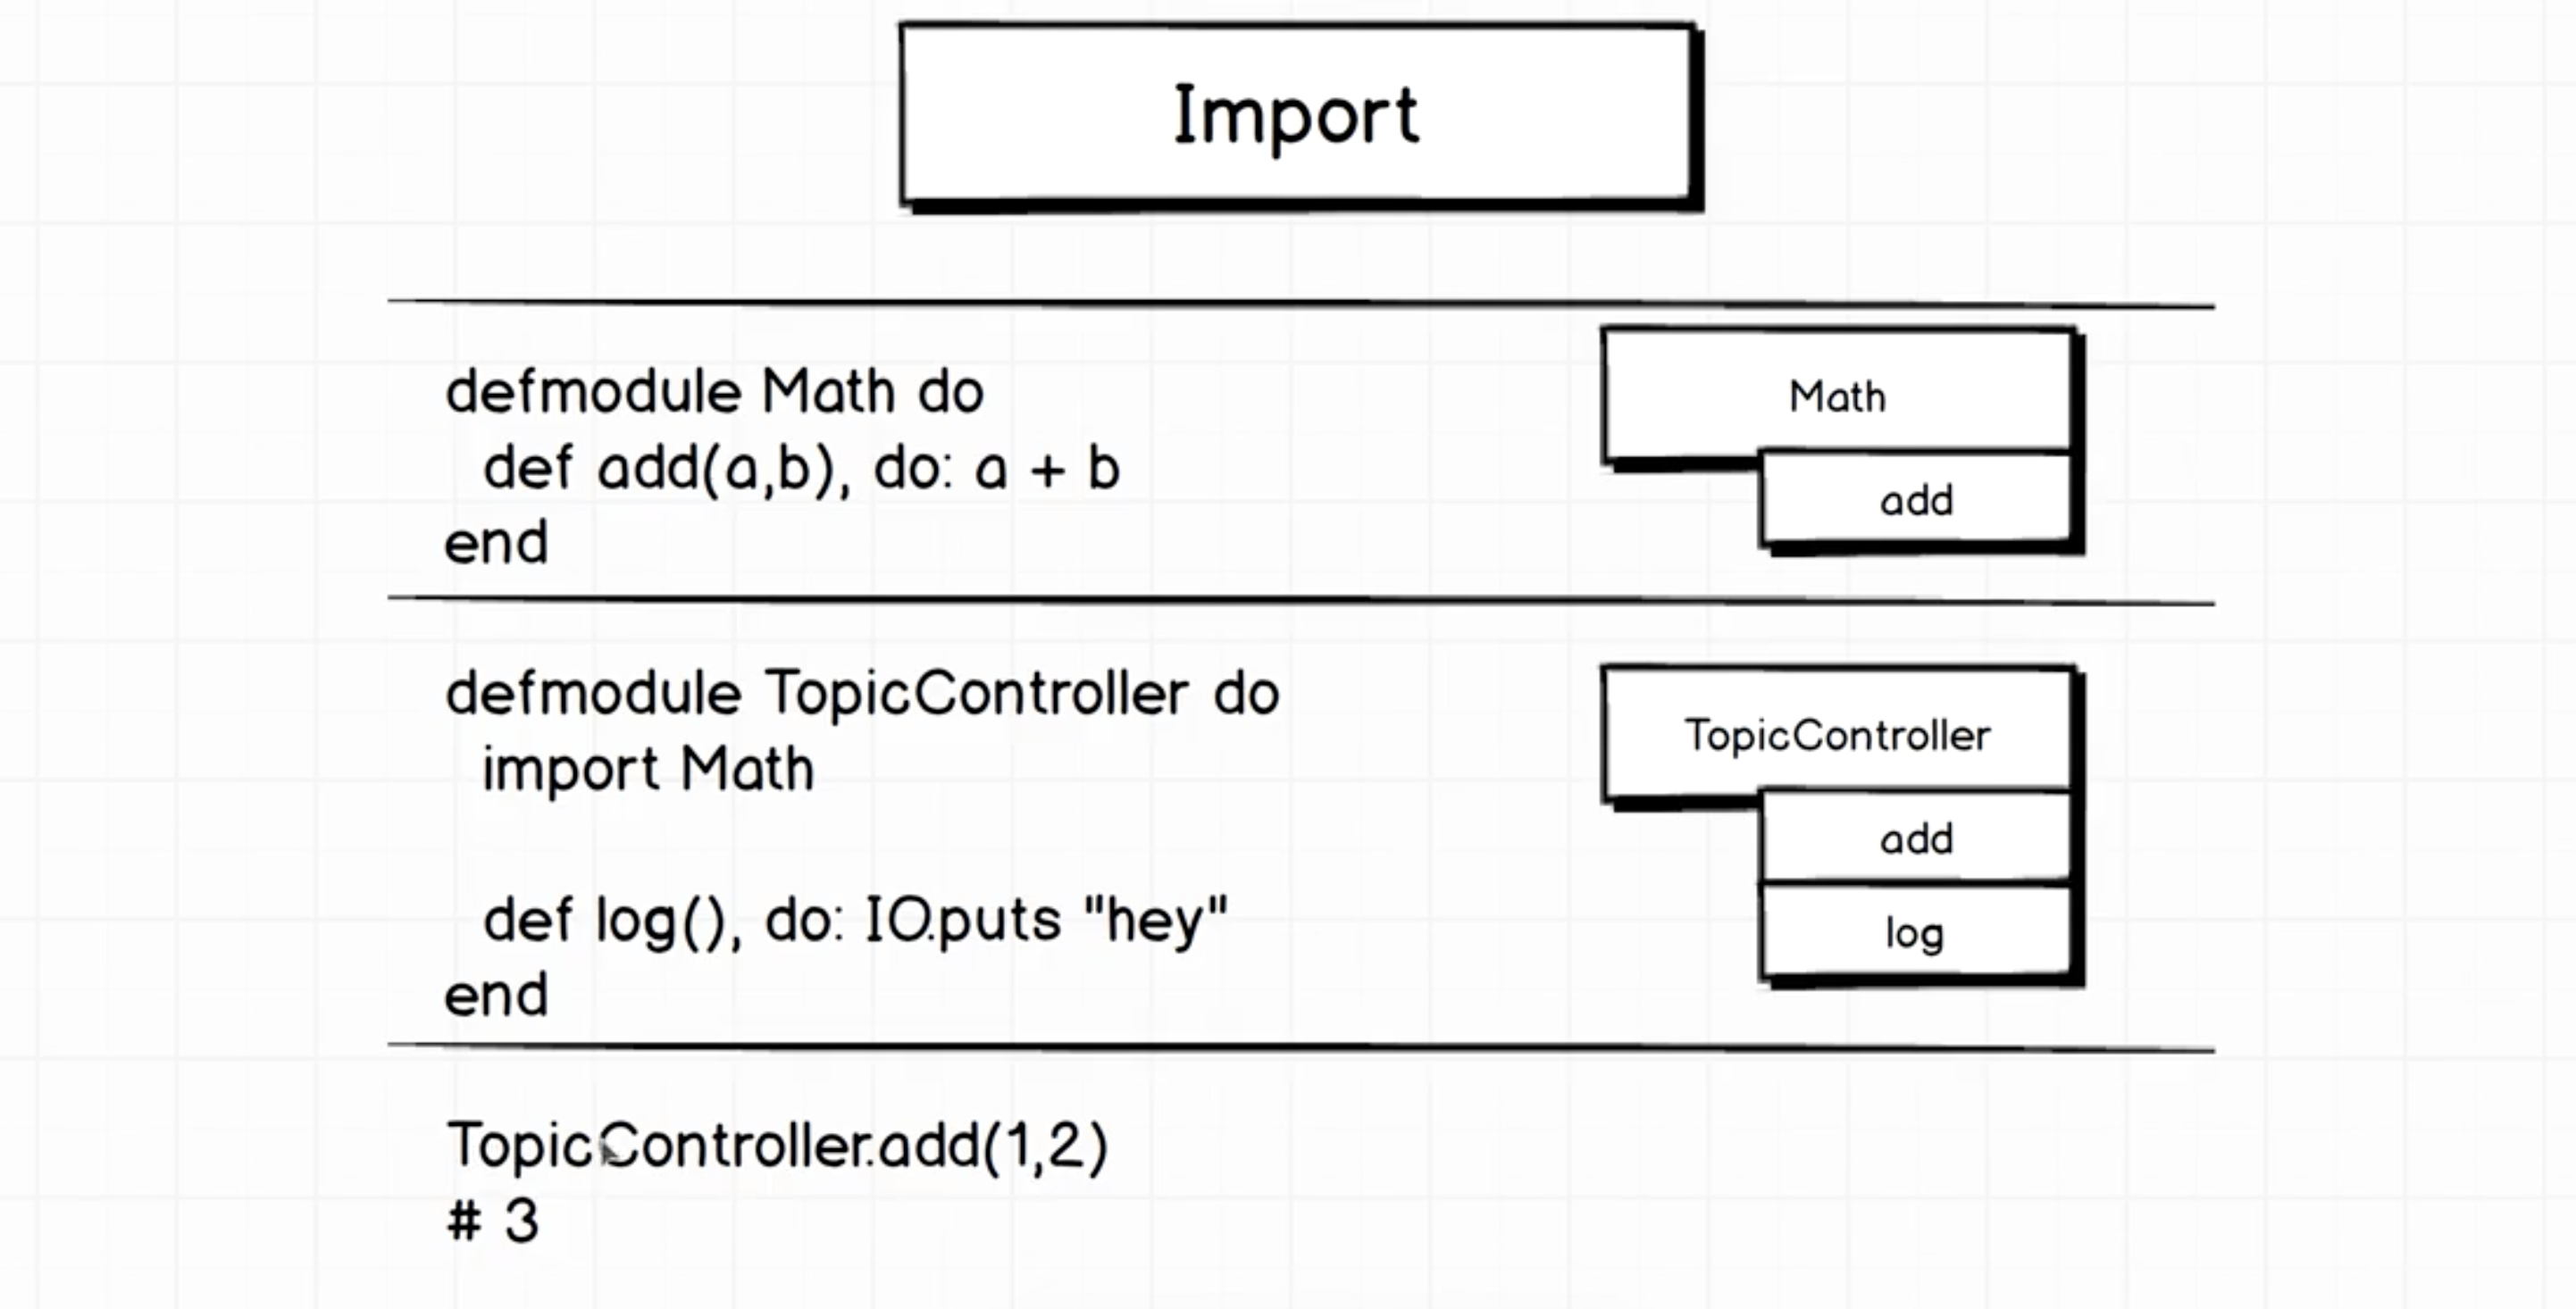 Import
defmodule Math do
def add(a,b), do: a + b
end
Math
add
defmodule TopicController do
import Math
def log(), do: IO.puts "hey"
end
TopicController
add
log
TopicController.add(1,2)
# 3